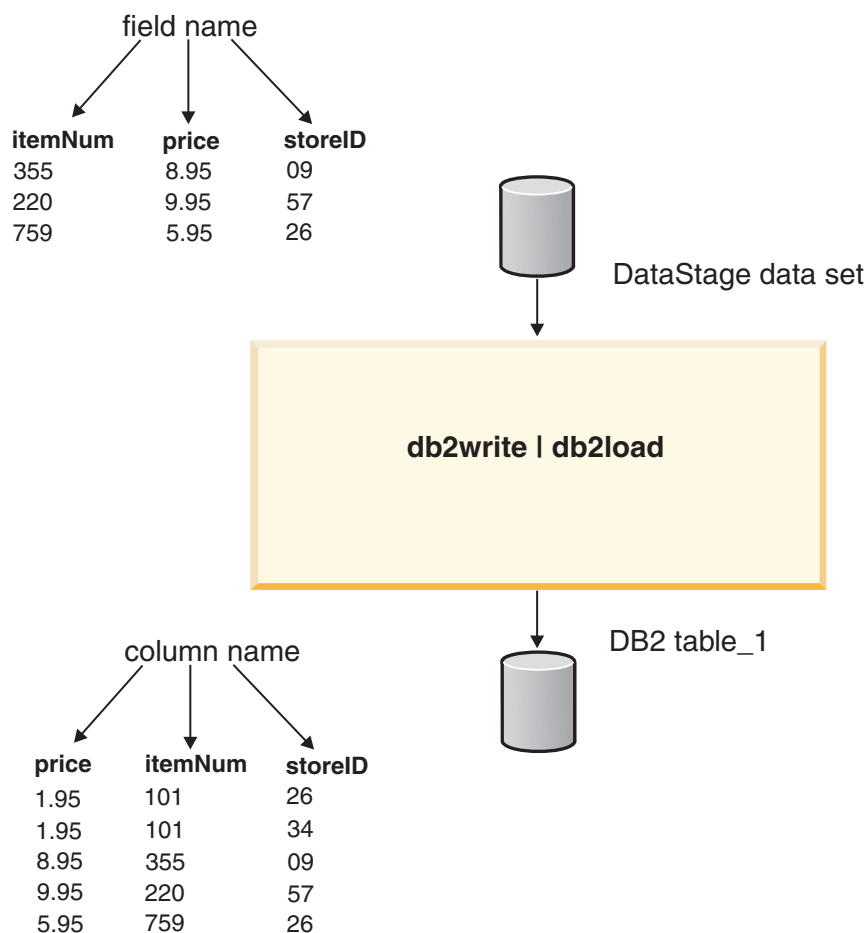 field name
itemNum price storeID
355 8.95 09
220 9.95 57
759 5.95 26
DataStage data set
db2write | db2load
DB2 table_1
column name
price itemNum storeID
1.95 101 26
1.95 101 34
8.95 355 09
9.95 220 57
5.95 759 26